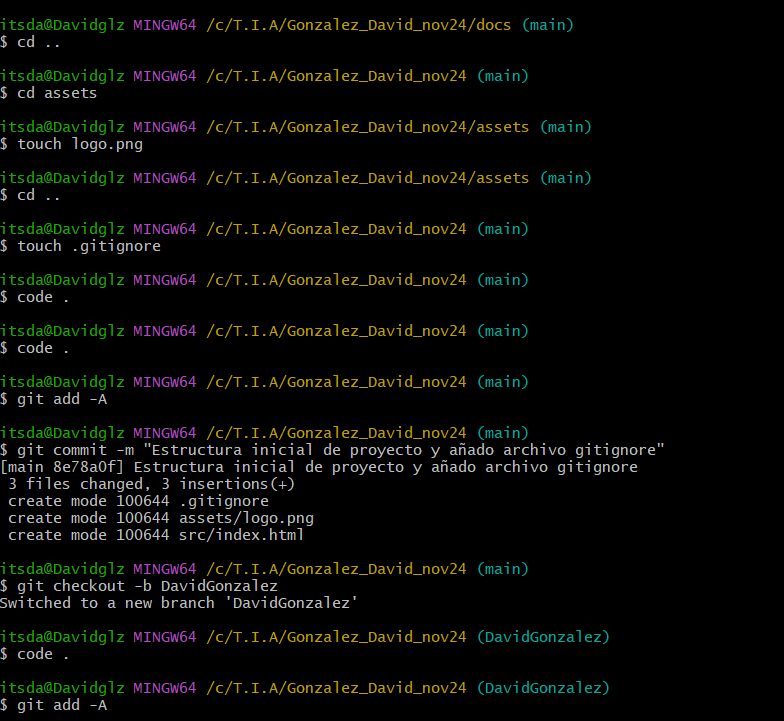 itsda@Davidglz MINGW64 /c/T.I.A/Gonzalez_David_nov24/docs (main)
$ cd ..
itsda@Davidglz MINGW64 /c/T.I.A/Gonzalez_David_nov24 (main)
$ cd assets
itsda@Davidglz MINGW64 /c/T.I.A/Gonzalez_David_nov24/assets (main)
$ touch logo.png
itsda@Davidglz MINGW64 /c/T.I.A/Gonzalez_David_nov24/assets (main)
$ cd ..
itsda@Davidglz MINGW64 /c/T.I.A/Gonzalez_David_nov24 (main)
$ touch .gitignore
itsda@Davidglz MINGW64 /c/T.I.A/Gonzalez_David_nov24 (main)
$ code .
itsda@Davidglz MINGW64 /c/T.I.A/Gonzalez_David_nov24 (main)
$ code .
itsda@Davidglz MINGW64 /c/T.I.A/Gonzalez_David_nov24 (main)
$ git add -A
itsda@Davidglz MINGW64 /c/T.I.A/Gonzalez_David_nov24 (main)
$ git commit -m "Estructura inicial de proyecto y añado archivo gitignore"
[main 8e78a0f] Estructura inicial de proyecto y añado archivo gitignore
3 files changed, 3 insertions(+)
create mode 100644 .gitignore
create mode 100644 assets/logo.png
create mode 100644 src/index.html
itsda@Davidglz MINGW64 /c/T.I.A/Gonzalez_David_nov24 (main)
$ git checkout -b DavidGonzalez
Switched to a new branch 'DavidGonzalez'
itsda@Davidglz MINGW64 /c/T.I.A/Gonzalez_David_nov24 (DavidGonzalez)
$ code .
itsda@Davidglz MINGW64 /c/T.I.A/Gonzalez_David_nov24 (DavidGonzalez)
$ git add -A